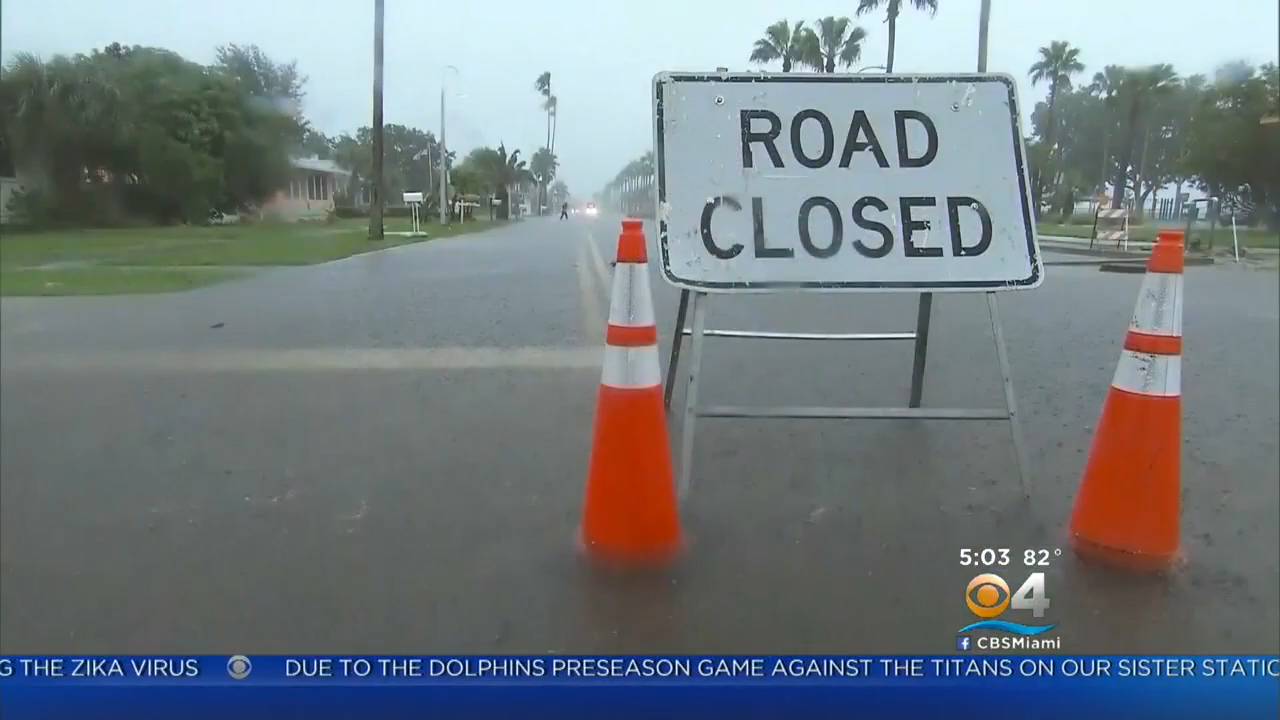 ROAD
CLOSED
5:03 82°
4
CBSMiami
G THE ZIKA VIRUS DUE TO THE DOLPHINS PRESEASON GAME AGAINST THE TITANS ON OUR SISTER STATIC